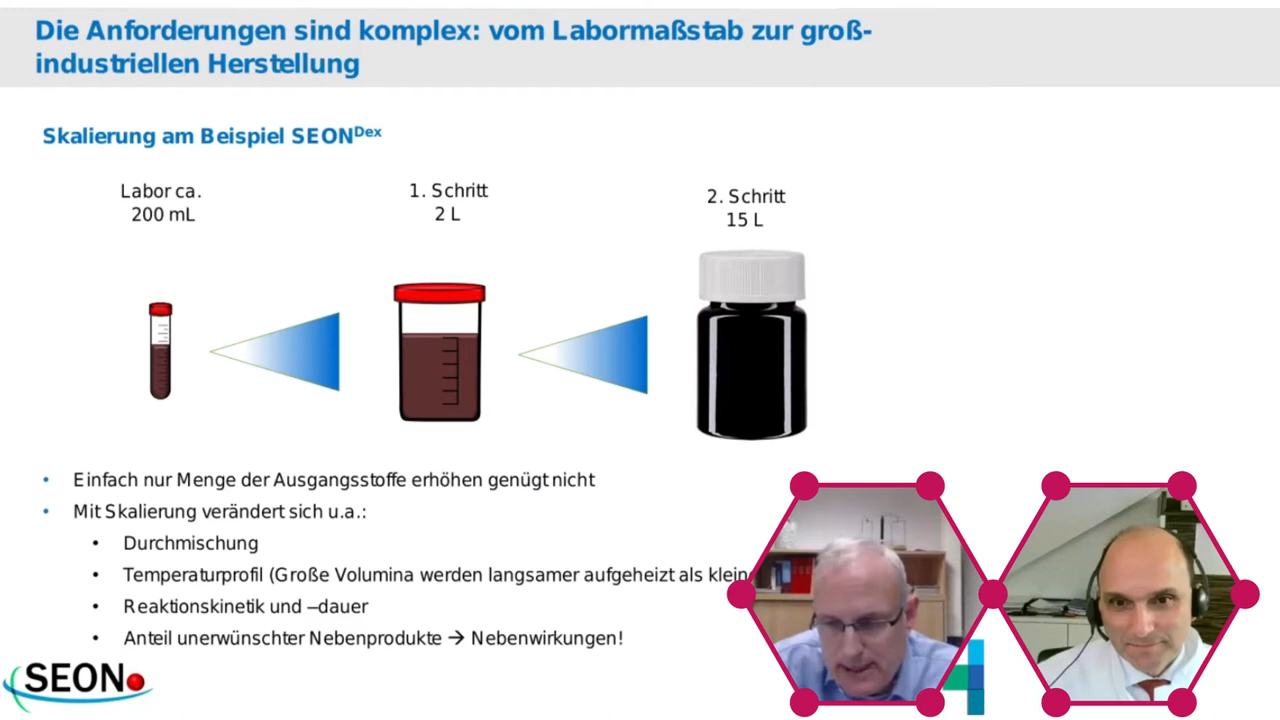 Die Anforderungen sind komplex: vom Labormaßstab zur groß-
industriellen Herstellung
Skalierung am Beispiel SEONDex
Labor ca.
200 mL
1. Schritt
2 L
2. Schritt
15 L
• Einfach nur Menge der Ausgangsstoffe erhöhen genügt nicht
• Mit Skalierung verändert sich u.a.:
• Durchmischung
• Temperaturprofil (Große Volumina werden langsamer aufgeheizt als klein
• Reaktionskinetik und –dauer
• Anteil unerwünschter Nebenprodukte → Nebenwirkungen!
SEON